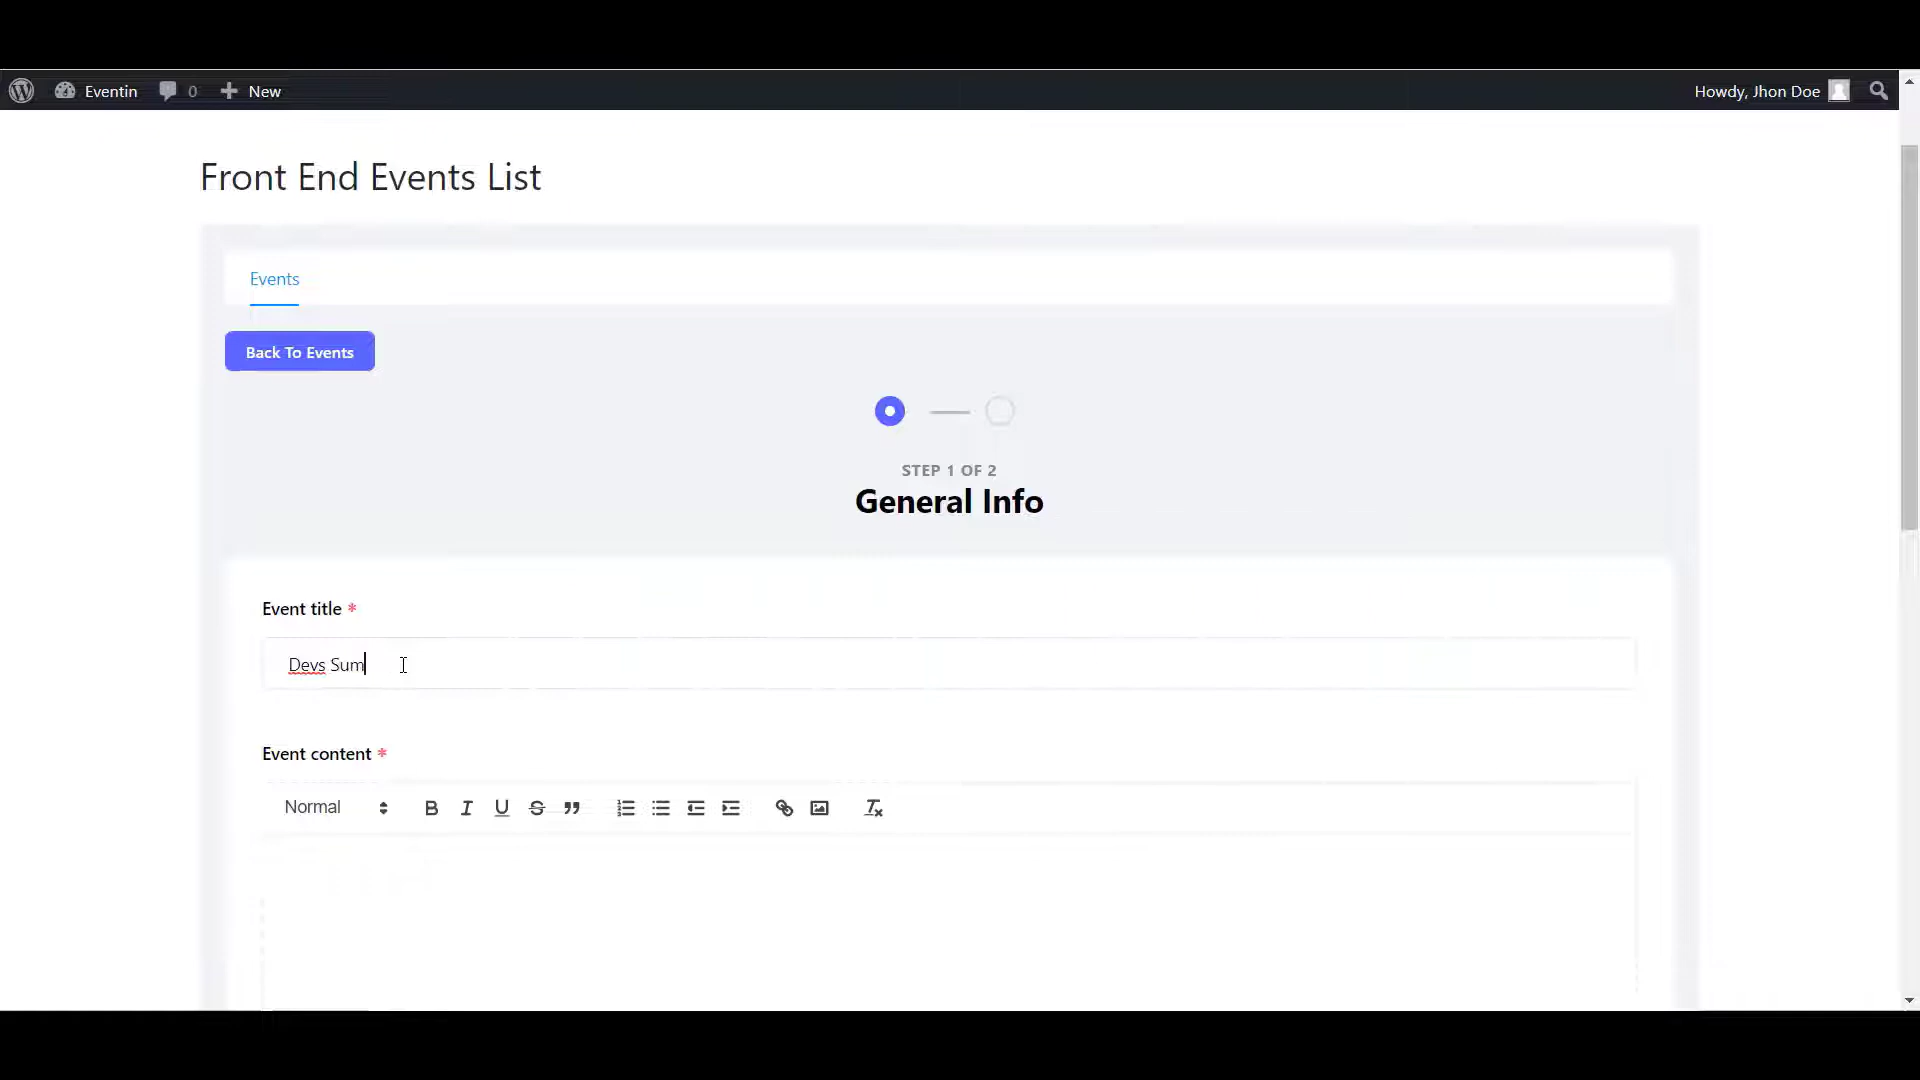 Eventin 0 New Howdy, Jhon Doe
Front End Events List
Events
Back To Events
STEP 1 OF 2
General Info
Event title *
Devs Sum
Event content *
Normal